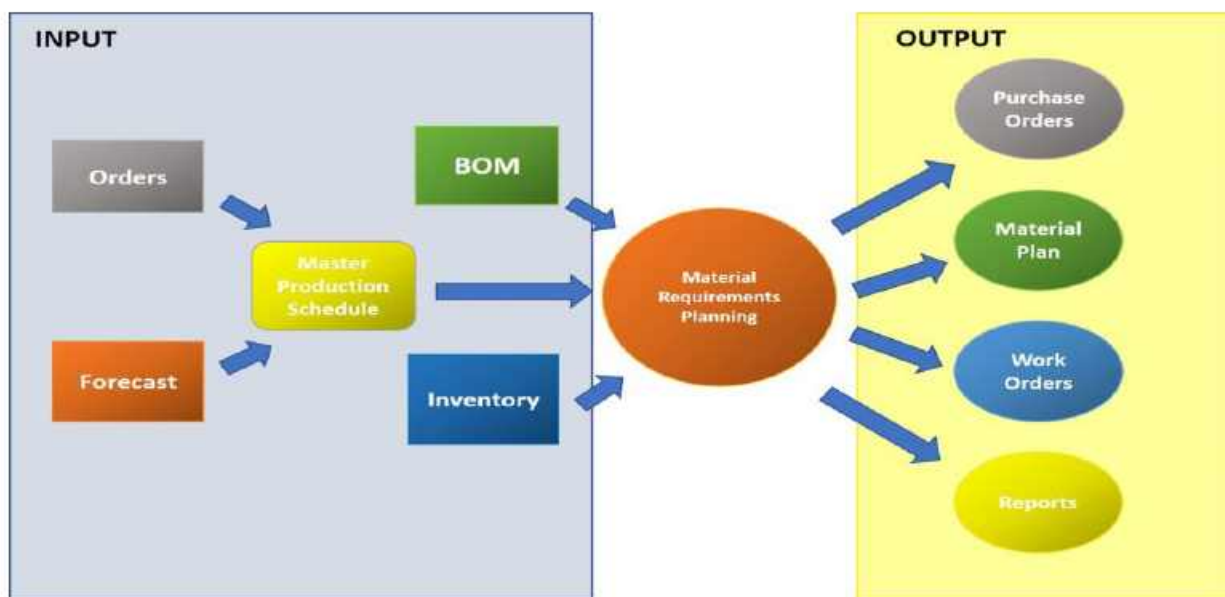 INPUT
Orders
Forecast
Master
Production
Schedule
BOM
Inventory
Material
Requirements
Planning
OUTPUT
Purchase
Orders
Material
Plan
Work
Orders
Reports